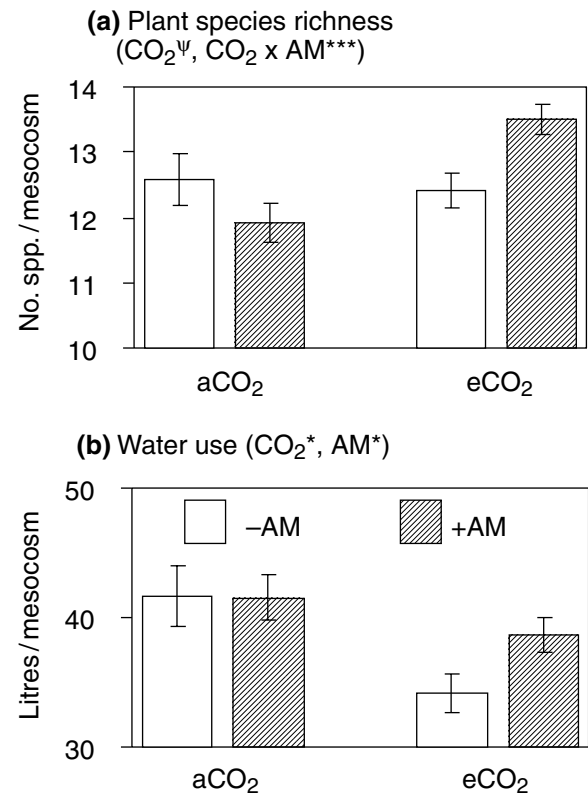 (a) Plant species richness
(CO₂ᵠ, CO₂ x AM***)
No. spp. / mesocosm
14
13
12
11
10
aCO₂ eCO₂
(b) Water use (CO₂*, AM*)
Litres / mesocosm
50
40
30
–AM +AM
aCO₂ eCO₂